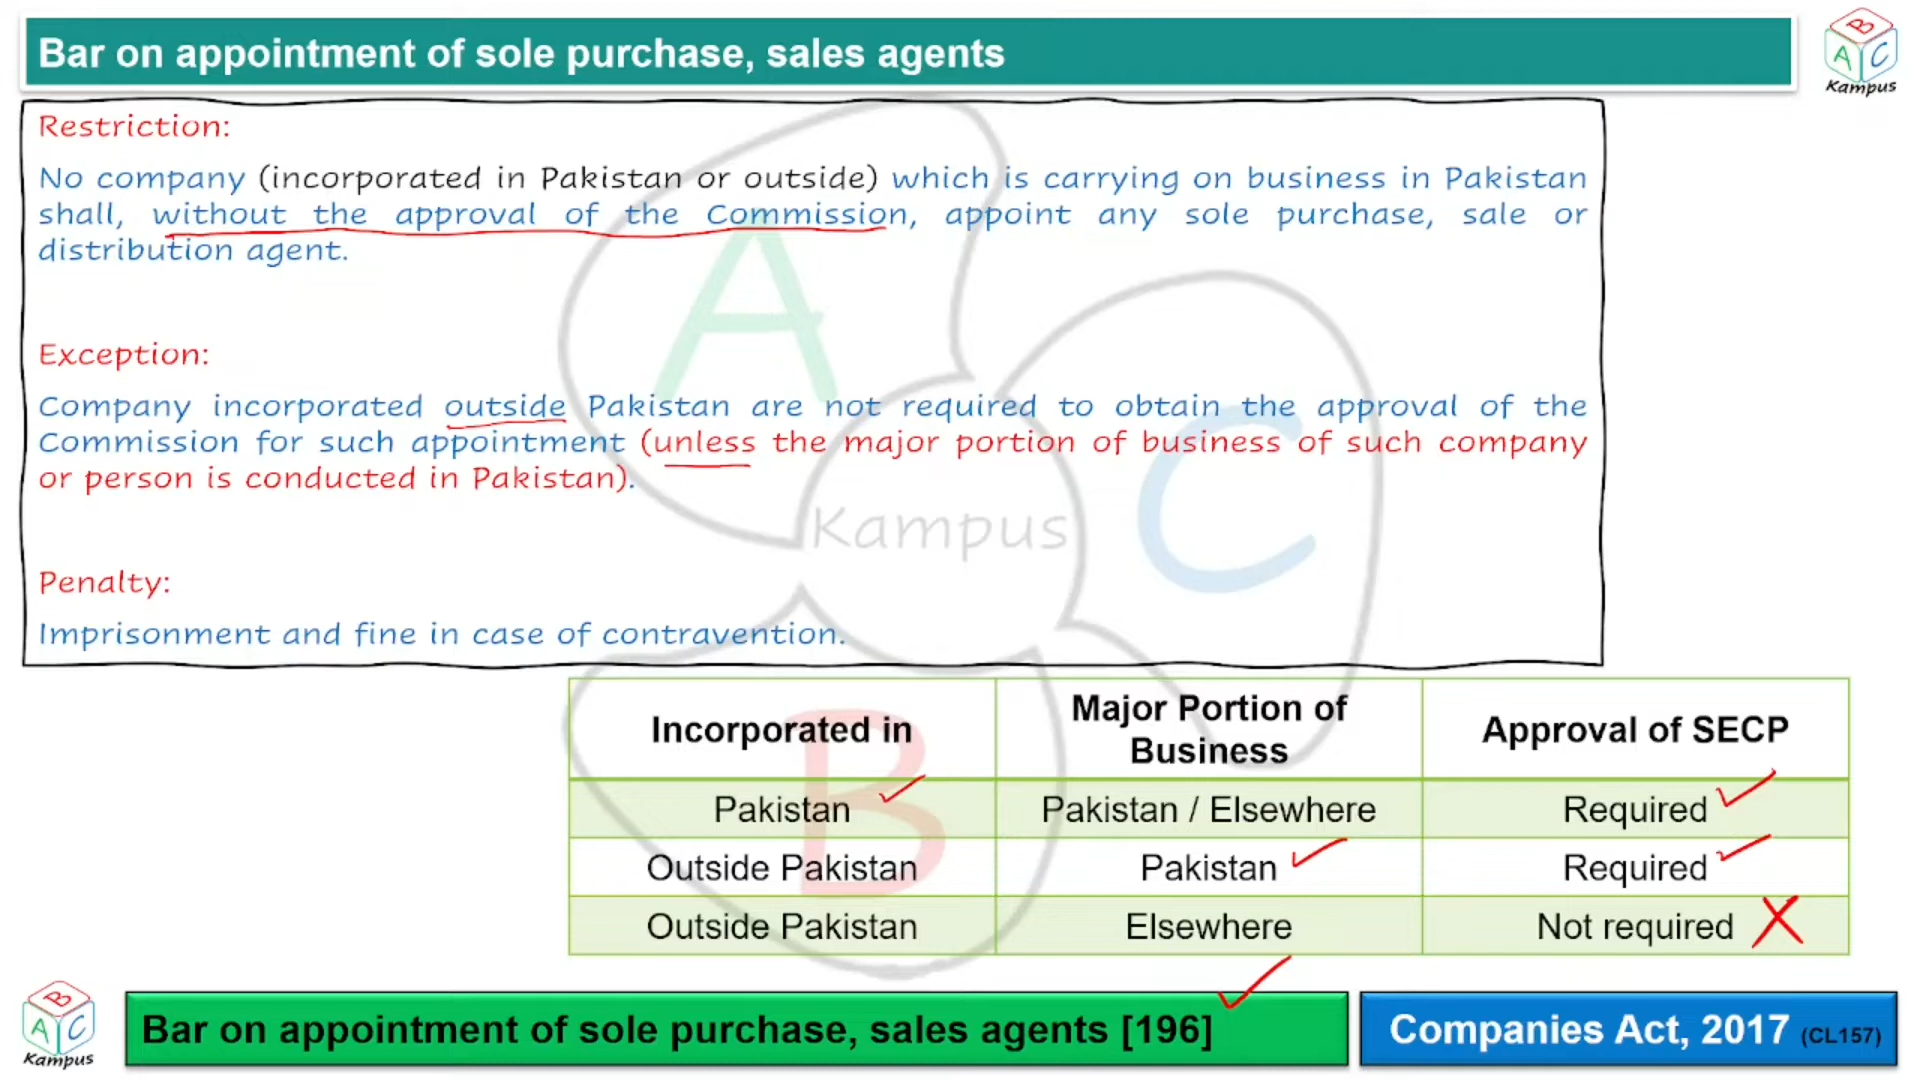 Bar on appointment of sole purchase, sales agents
B
A C
Kampus
Restriction:
No company (incorporated in Pakistan or outside) which is carrying on business in Pakistan
shall, without the approval of the Commission, appoint any sole purchase, sale or
distribution agent.
Exception:
Company incorporated outside Pakistan are not required to obtain the approval of the
Commission for such appointment (unless the major portion of business of such company
or person is conducted in Pakistan).
Penalty:
Imprisonment and fine in case of contravention.
A
C
Kampus
B
Incorporated in | Major Portion of Business | Approval of SECP
Pakistan | Pakistan / Elsewhere | Required
Outside Pakistan | Pakistan | Required
Outside Pakistan | Elsewhere | Not required
B
A C
Kampus
Bar on appointment of sole purchase, sales agents [196]
Companies Act, 2017 (CL157)